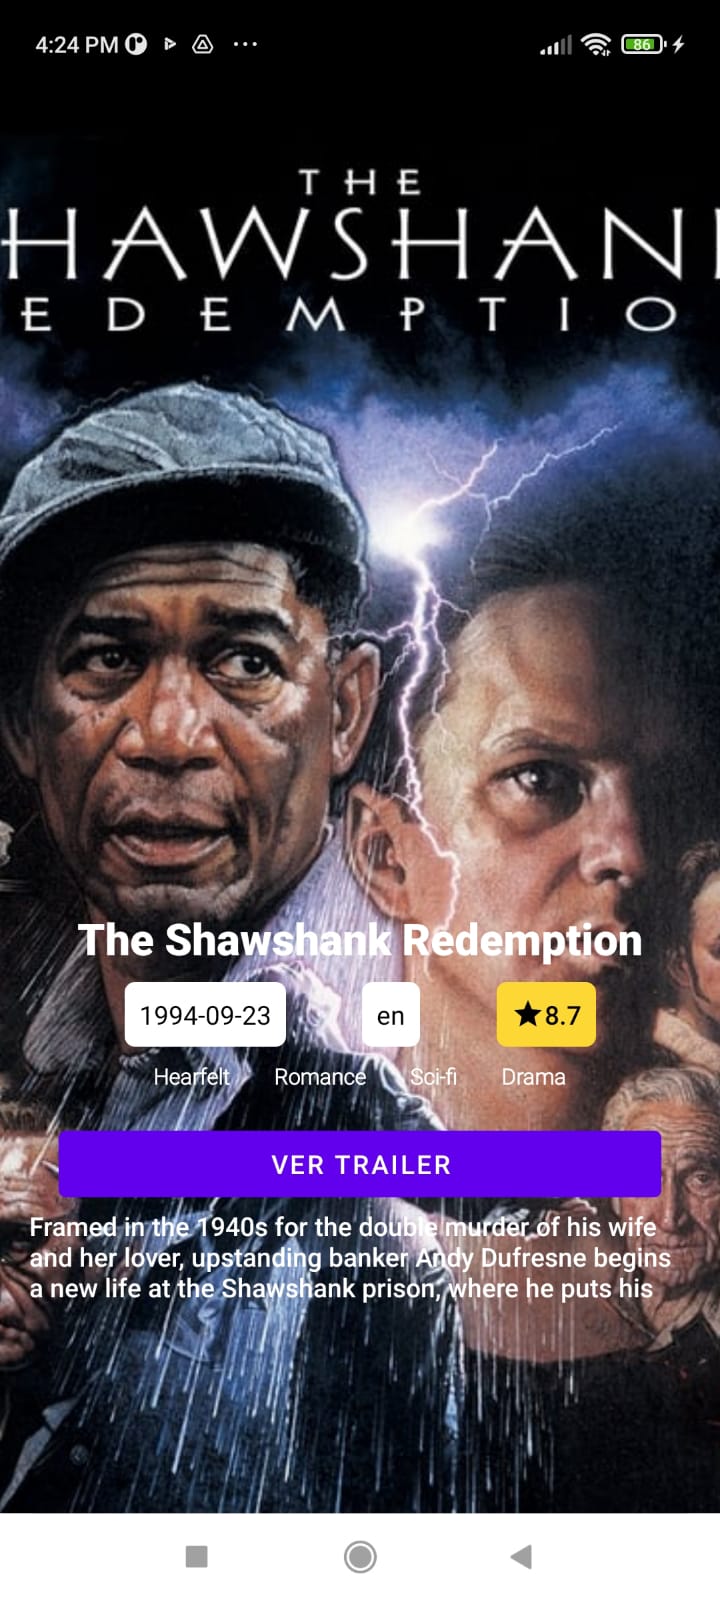 4:24 PM
86
THE
HAWSHAN
EDEMPTIO
The Shawshank Redemption
1994-09-23 en ★8.7
Hearfelt Romance Sci-fi Drama
VER TRAILER
Framed in the 1940s for the double murder of his wife
and her lover, upstanding banker Andy Dufresne begins
a new life at the Shawshank prison, where he puts his